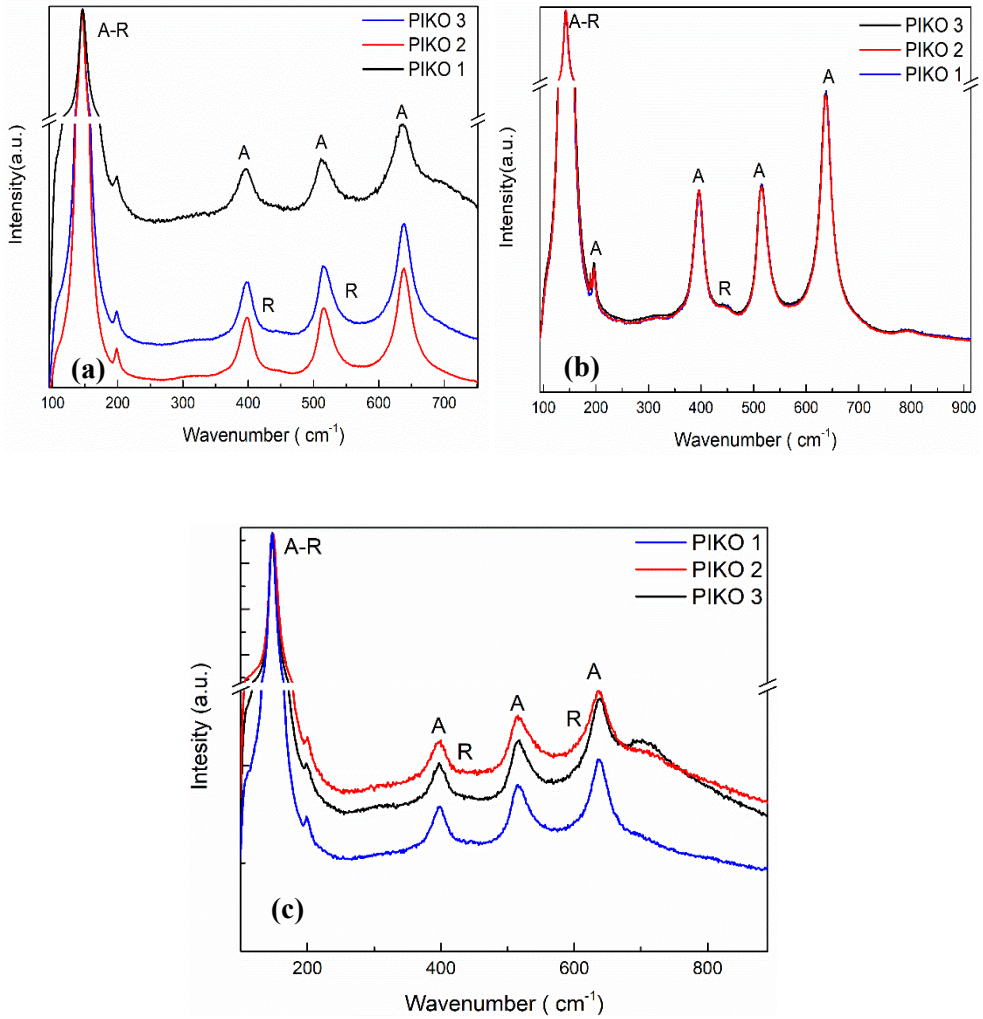 PIKO 3
PIKO 2
PIKO 1
A-R
A
A
A
R
R
Intensity(a.u.)
(a)
100 200 300 400 500 600 700
Wavenumber ( cm⁻¹)
PIKO 3
PIKO 2
PIKO 1
A-R
A
A
A
A
R
Intensity(a.u.)
(b)
100 200 300 400 500 600 700 800 900
Wavenumber ( cm⁻¹)
PIKO 1
PIKO 2
PIKO 3
A-R
A
A
A
R
R
Intesity (a.u.)
(c)
200 400 600 800
Wavenumber ( cm⁻¹)